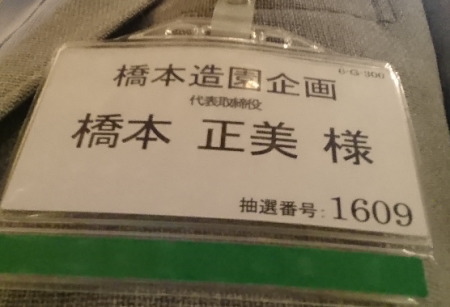 6-G-300
橋本造園企画
代表取締役
橋本 正美 様
抽選番号:1609